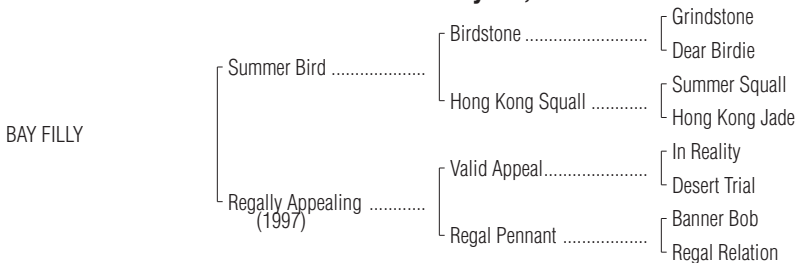 Grindstone
Birdstone ........................
Dear Birdie
Summer Bird ....................
Summer Squall
Hong Kong Squall ...........
Hong Kong Jade
BAY FILLY
In Reality
Valid Appeal......................
Desert Trial
Regally Appealing ...........
(1997)
Banner Bob
Regal Pennant .................
Regal Relation